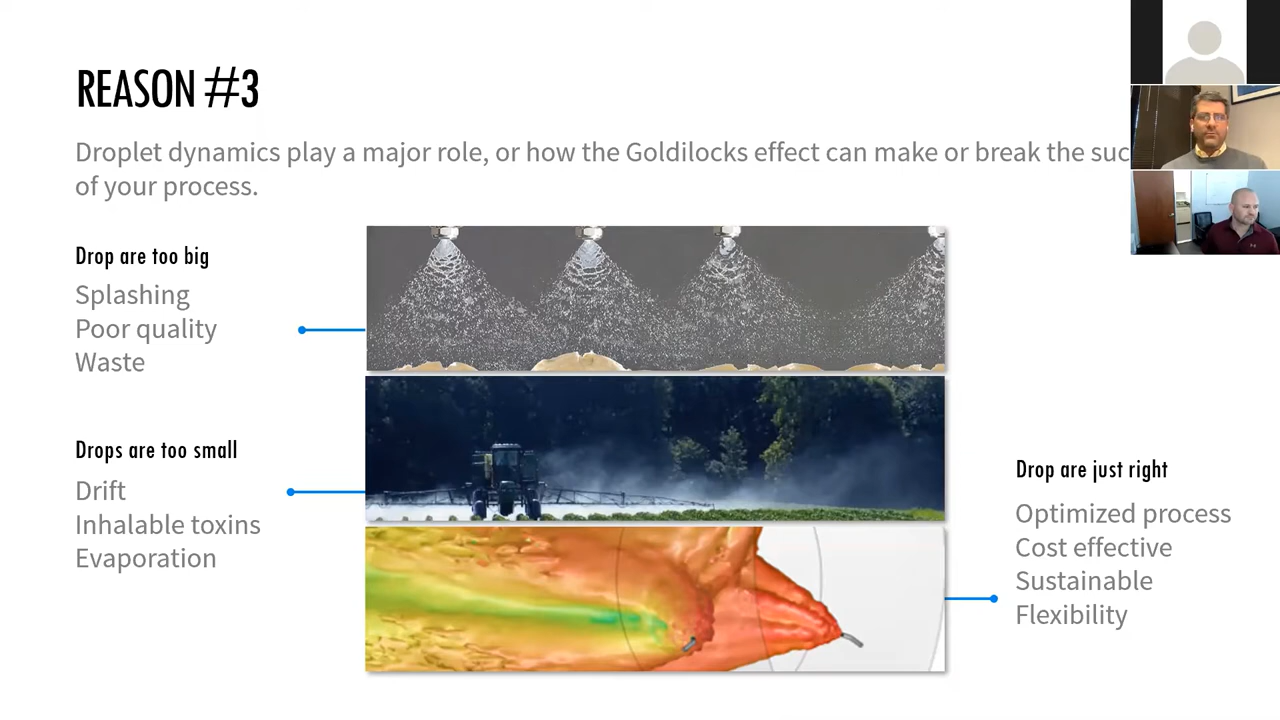 REASON #3
Droplet dynamics play a major role, or how the Goldilocks effect can make or break the suc
of your process.
Drop are too big
Splashing
Poor quality
Waste
Drops are too small
Drift
Inhalable toxins
Evaporation
Drop are just right
Optimized process
Cost effective
Sustainable
Flexibility